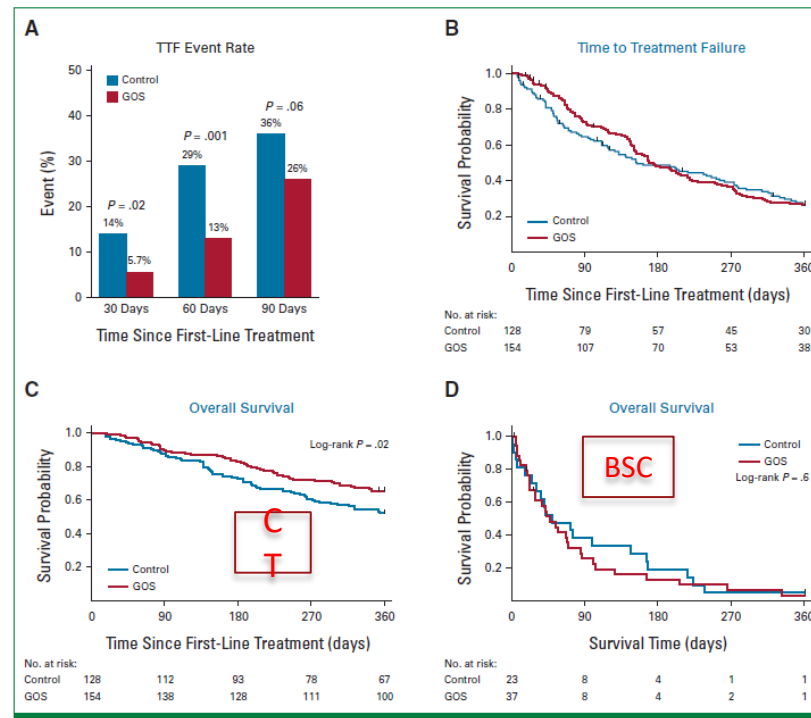 A
TTF Event Rate
Control
GOS
Event (%)
50
40
30
20
10
0
P = .02
14%
5.7%
P = .001
29%
13%
P = .06
36%
26%
30 Days
60 Days
90 Days
Time Since First-Line Treatment
B
Time to Treatment Failure
Survival Probability
1.0
0.8
0.6
0.4
0.2
Control
GOS
0 90 180 270 360
Time Since First-Line Treatment (days)
No. at risk:
Control 128 79 57 45 30
GOS 154 107 70 53 38
C
Overall Survival
Log-rank P = .02
Survival Probability
1.0
0.8
0.6
0.4
0.2
C
T
Control
GOS
0 90 180 270 360
Time Since First-Line Treatment (days)
No. at risk:
Control 128 112 93 78 67
GOS 154 138 128 111 100
D
Overall Survival
BSC
Control
GOS
Log-rank P = .6
Survival Probability
1.0
0.8
0.6
0.4
0.2
0 90 180 270 360
Survival Time (days)
No. at risk:
Control 23 8 4 1 1
GOS 37 8 4 2 1